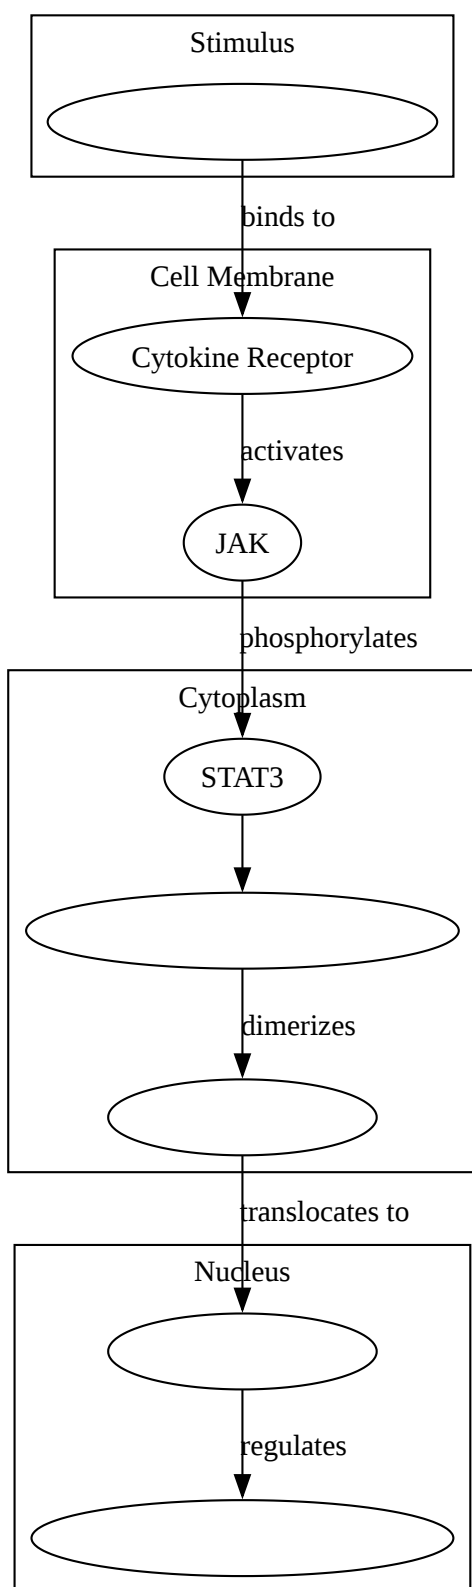 Stimulus
binds to
Cell Membrane
Cytokine Receptor
activates
JAK
phosphorylates
Cytoplasm
STAT3
dimerizes
translocates to
Nucleus
regulates